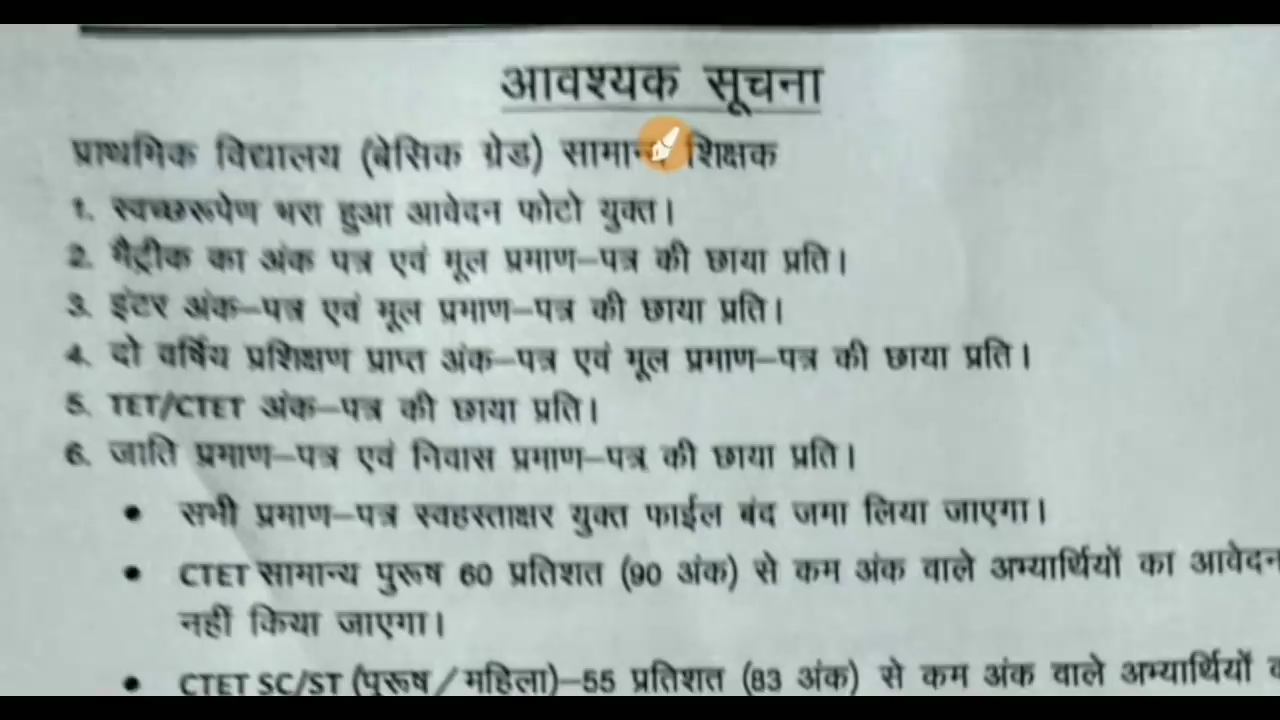 आवश्यक सूचना
प्राथमिक विद्यालय (बेसिक ग्रेड) सामान्य शिक्षक
1. स्वच्छरूपेण भरा हुआ आवेदन फोटो युक्त।
2. मैट्रीक का अंक पत्र एवं मूल प्रमाण–पत्र की छाया प्रति।
3. इंटर अंक–पत्र एवं मूल प्रमाण–पत्र की छाया प्रति।
4. दो वर्षिय प्रशिक्षण प्राप्त अंक–पत्र एवं मूल प्रमाण–पत्र की छाया प्रति।
5. TET/CTET अंक–पत्र की छाया प्रति।
6. जाति प्रमाण–पत्र एवं निवास प्रमाण–पत्र की छाया प्रति।
• सभी प्रमाण–पत्र स्वहस्ताक्षर युक्त फाईल बंद जमा लिया जाएगा।
• CTET सामान्य पुरूष 60 प्रतिशत (90 अंक) से कम अंक वाले अभ्यार्थियों का आवेदन
नहीं किया जाएगा।
• CTET SC/ST (पुरूष/महिला)–55 प्रतिशत (83 अंक) से कम अंक वाले अभ्यार्थियों